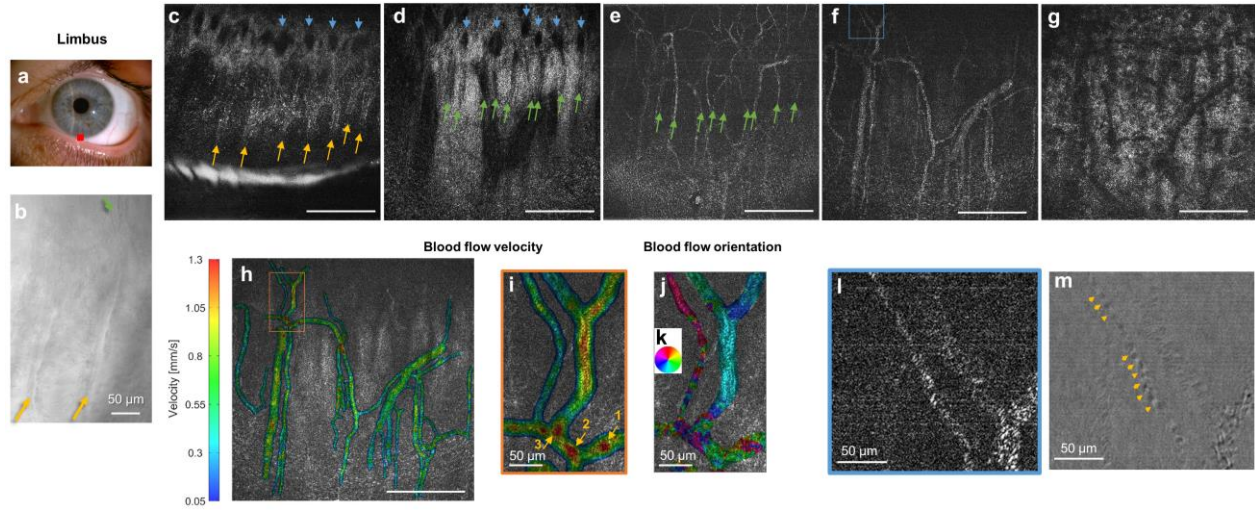 Limbus
a
b
50 µm
c
d
e
f
g
Blood flow velocity
Blood flow orientation
1.3
1.05
0.8
0.6
0.3
0.05
Velocity [mm/s]
h
i
1
2
3
50 µm
j
k
50 µm
l
50 µm
m
50 µm